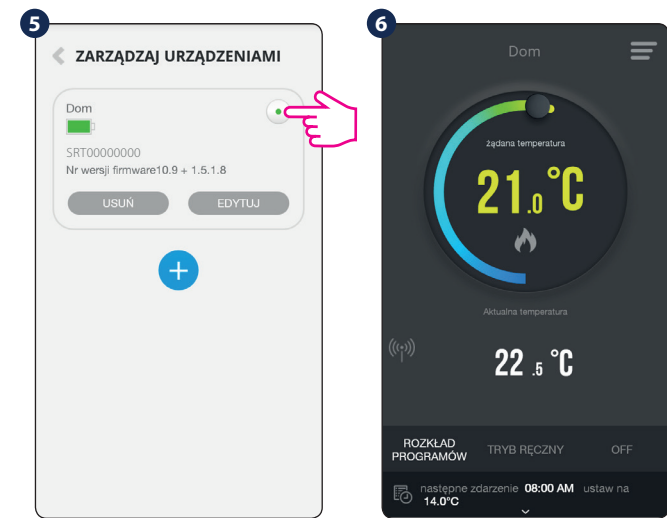 5
ZARZĄDZAJ URZĄDZENIAMI
Dom
SRT00000000
Nr wersji firmware10.9 + 1.5.1.8
USUŃ EDYTUJ
6
Dom
żądana temperatura
21.0°C
Aktualna temperatura
22.5°C
ROZKŁAD
PROGRAMÓW
TRYB RĘCZNY
OFF
następne zdarzenie 08:00 AM ustaw na
14.0°C